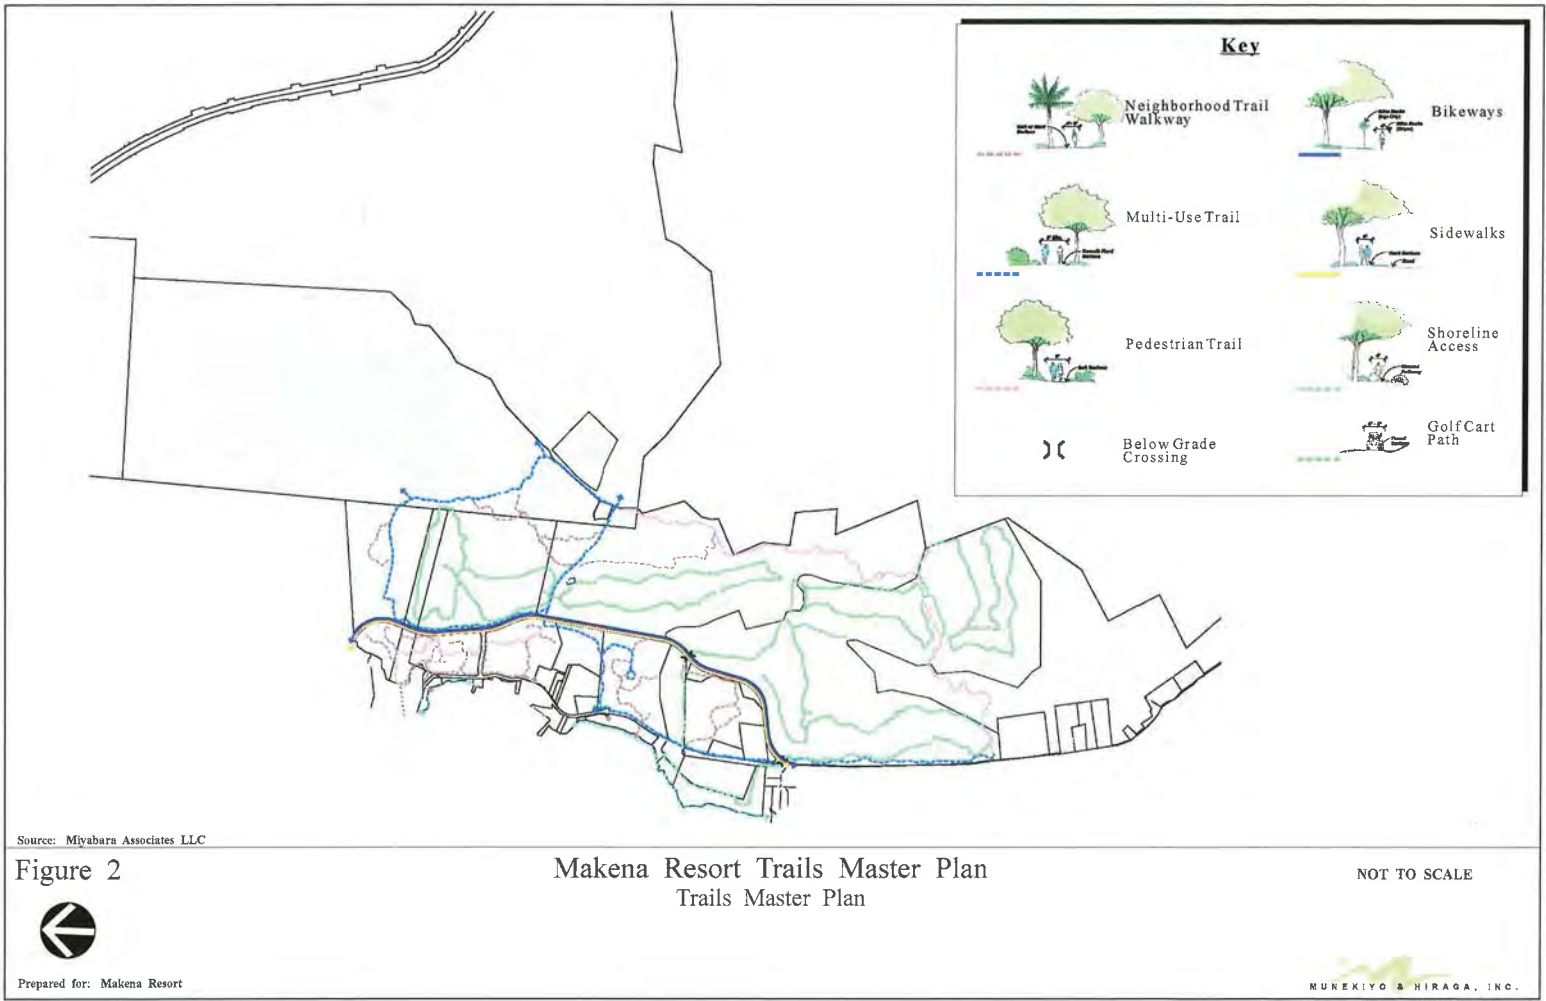 Key
Neighborhood Trail
Walkway
Bikeways
Multi-Use Trail
Sidewalks
Pedestrian Trail
Shoreline
Access
Below Grade
Crossing
Golf Cart
Path
Source: Miyabara Associates LLC
Figure 2
Makena Resort Trails Master Plan
Trails Master Plan
NOT TO SCALE
Prepared for: Makena Resort
MUNEKIYO & HIRAGA, INC.